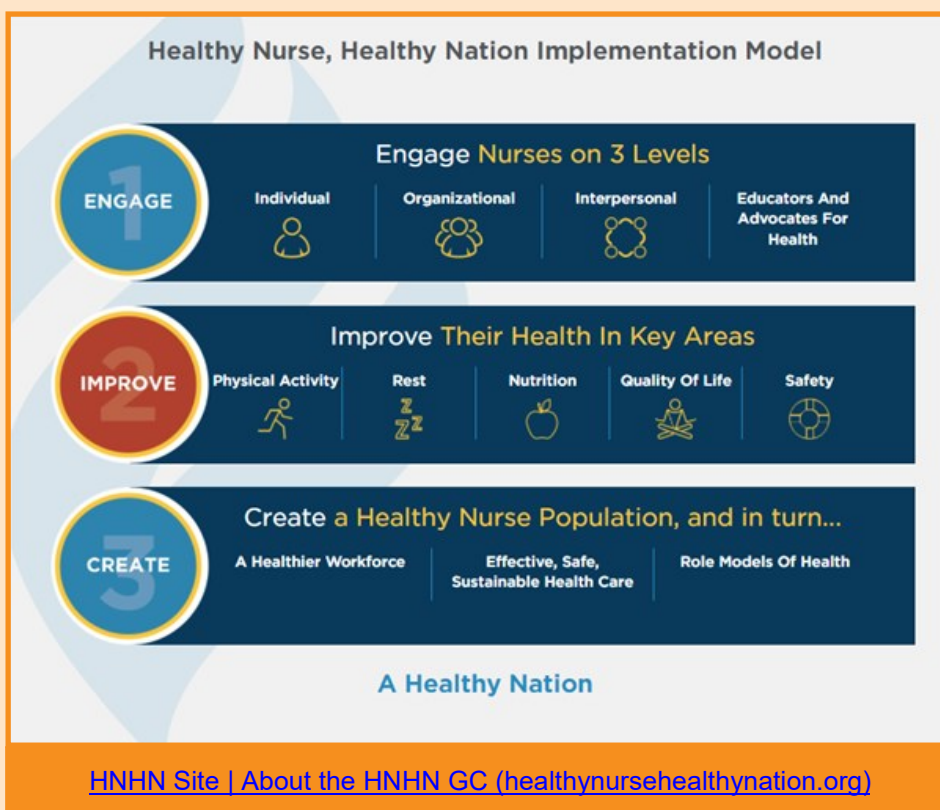 Healthy Nurse, Healthy Nation Implementation Model
1
ENGAGE
Engage Nurses on 3 Levels
Individual
Organizational
Interpersonal
Educators And
Advocates For
Health
2
IMPROVE
Improve Their Health In Key Areas
Physical Activity
Rest
z
z z
Nutrition
Quality Of Life
Safety
3
CREATE
Create a Healthy Nurse Population, and in turn...
A Healthier Workforce
Effective, Safe,
Sustainable Health Care
Role Models Of Health
A Healthy Nation
HNHN Site | About the HNHN GC (healthynursehealthynation.org)